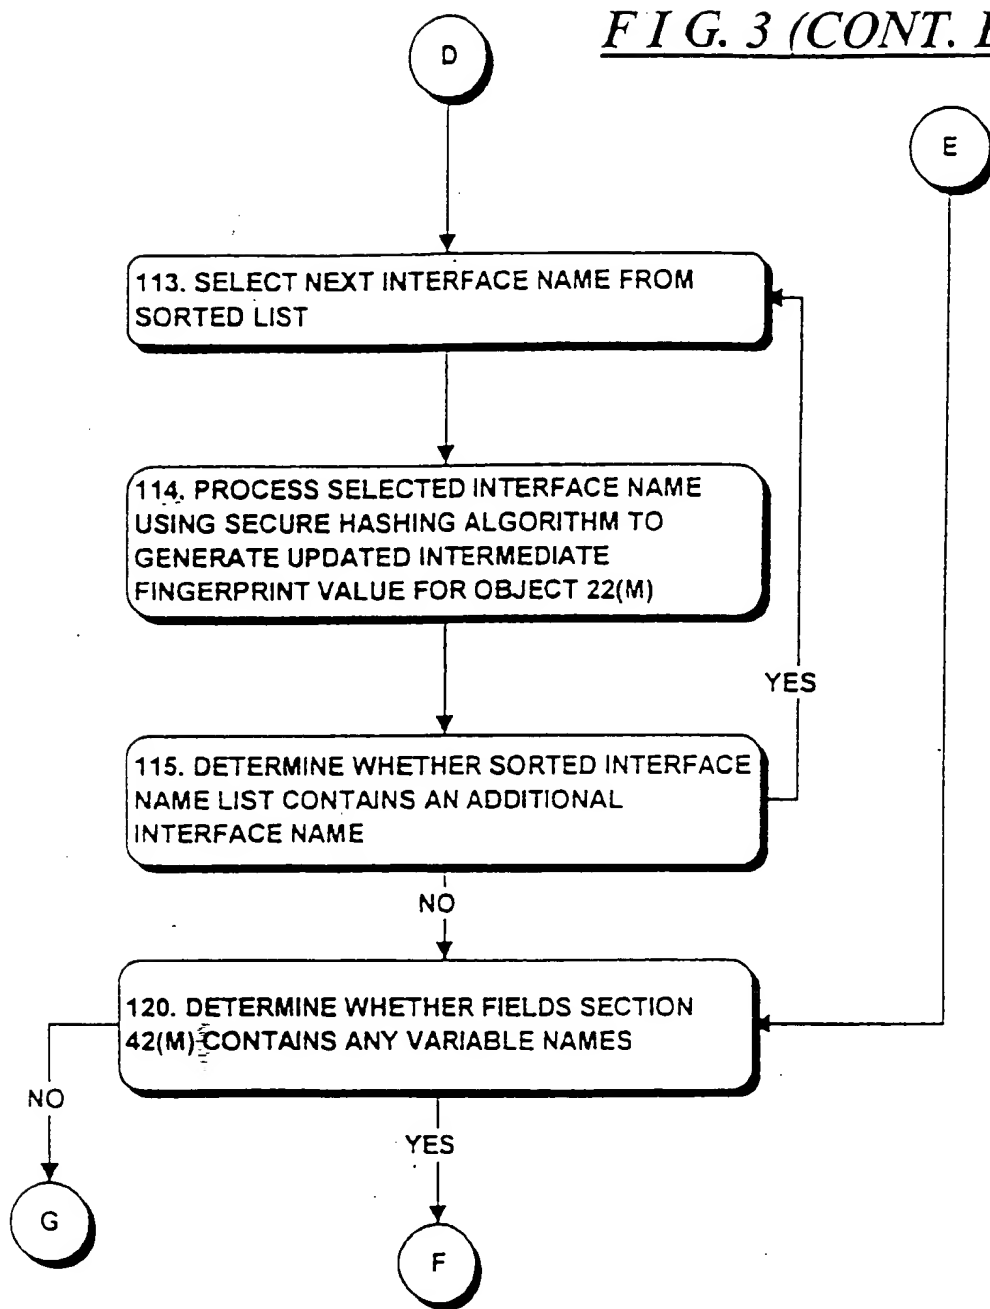 F I G. 3 (CONT.
D
E
113. SELECT NEXT INTERFACE NAME FROM
SORTED LIST
114. PROCESS SELECTED INTERFACE NAME
USING SECURE HASHING ALGORITHM TO
GENERATE UPDATED INTERMEDIATE
FINGERPRINT VALUE FOR OBJECT 22(M)
YES
115. DETERMINE WHETHER SORTED INTERFACE
NAME LIST CONTAINS AN ADDITIONAL
INTERFACE NAME
NO
120. DETERMINE WHETHER FIELDS SECTION
42(M) CONTAINS ANY VARIABLE NAMES
NO
YES
G
F